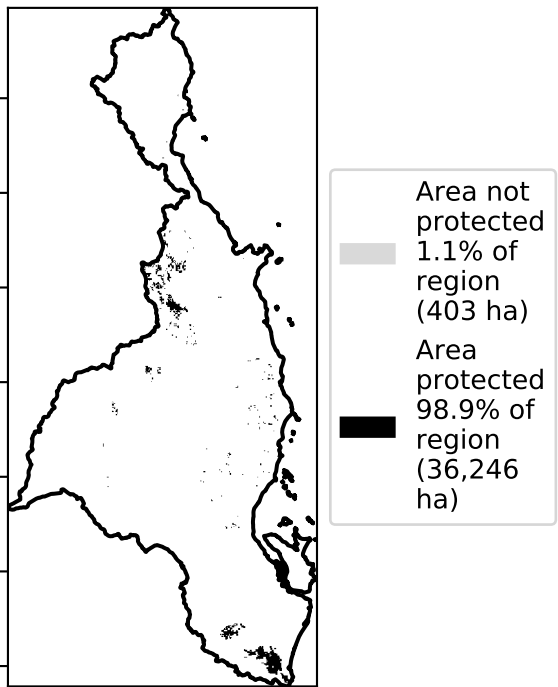 Area not
protected
1.1% of
region
(403 ha)
Area
protected
98.9% of
region
(36,246
ha)